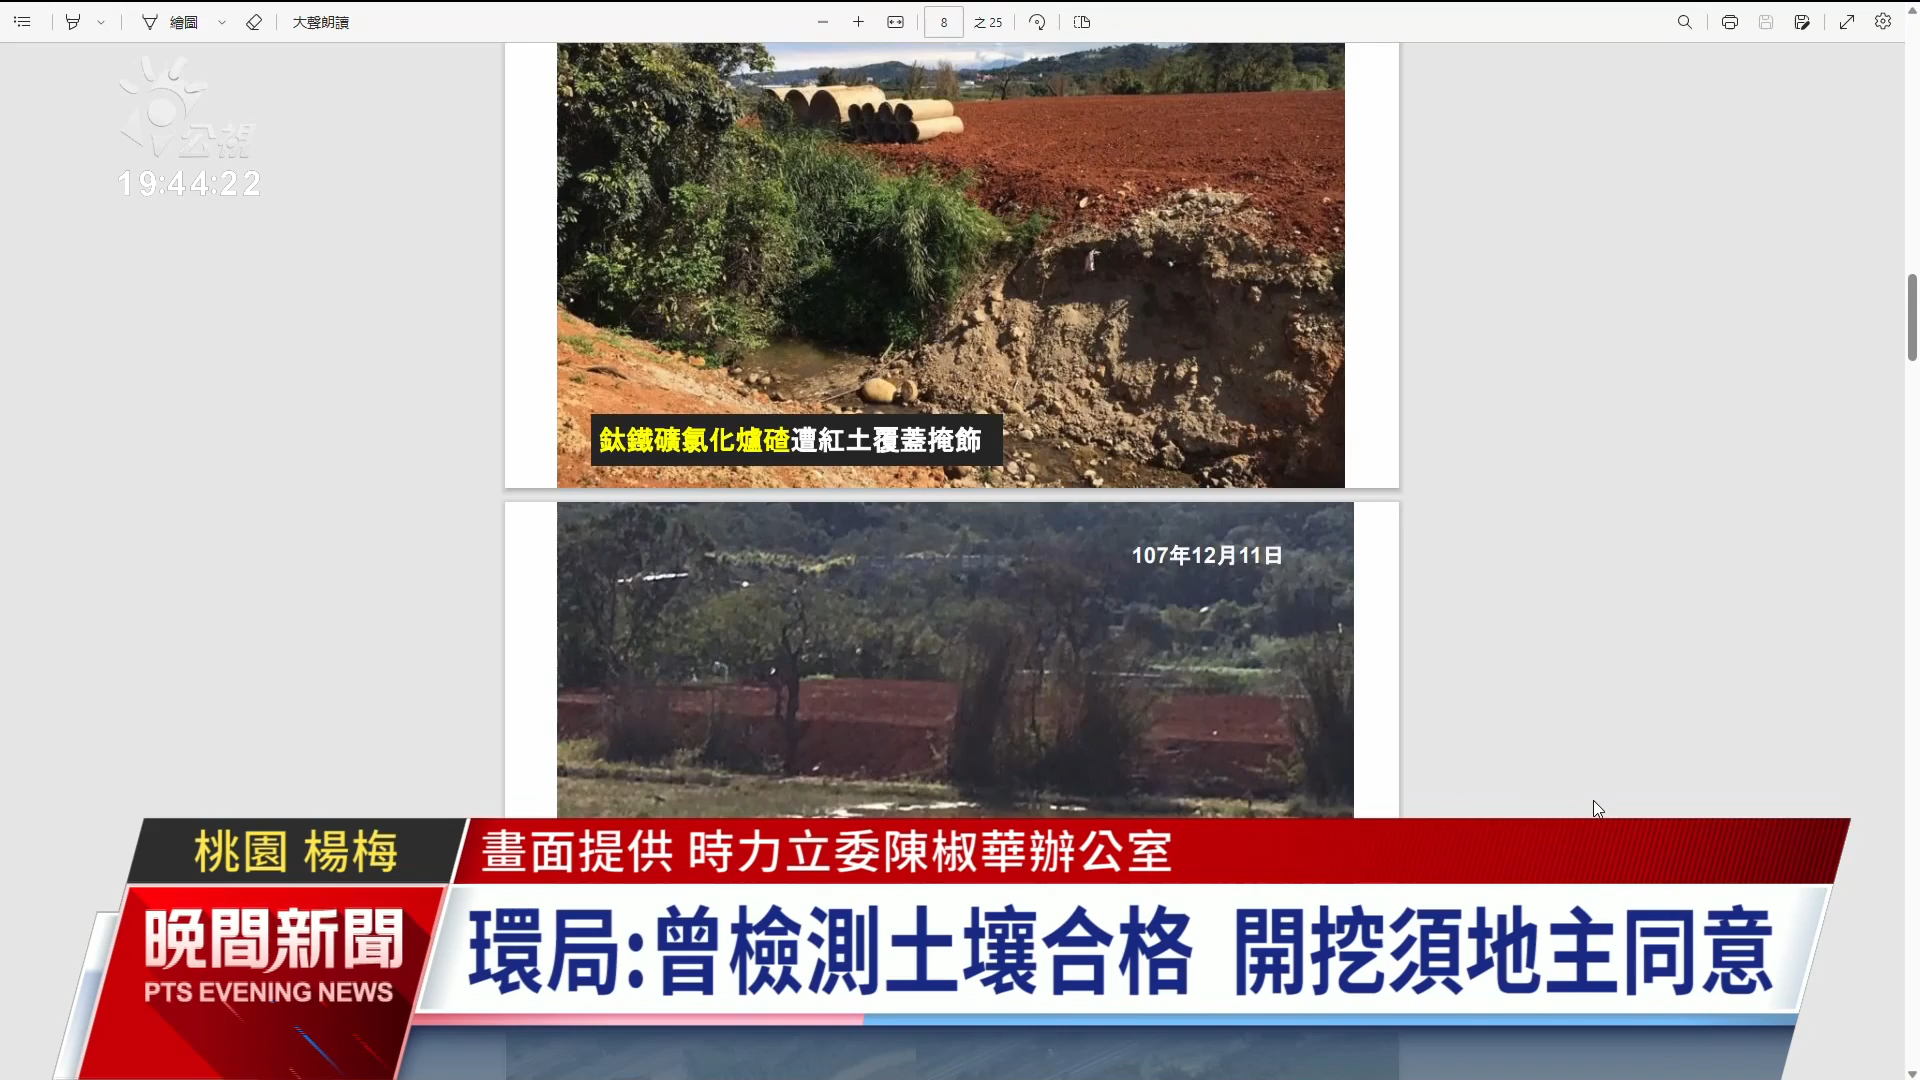 繪圖
大聲朗讀
8
之 25
公視
19:44:22
鈦鐵礦氯化爐碴遭紅土覆蓋掩飾
107年12月11日
桃園 楊梅
畫面提供 時力立委陳椒華辦公室
晚間新聞
PTS EVENING NEWS
環局:曾檢測土壤合格 開挖須地主同意